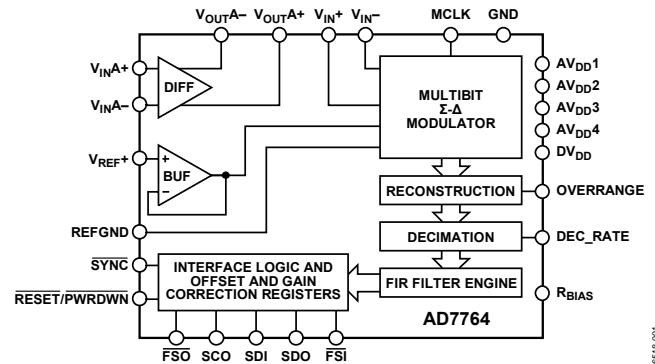 VOUTA– VOUTA+ VIN+ VIN– MCLK GND
VINA+
DIFF
VINA–
MULTIBIT
Σ-Δ
MODULATOR
AVDD1
AVDD2
AVDD3
AVDD4
DVDD
VREF+
+
BUF
–
RECONSTRUCTION
OVERRANGE
REFGND
DECIMATION
DEC_RATE
SYNC
INTERFACE LOGIC AND
OFFSET AND GAIN
CORRECTION REGISTERS
FIR FILTER ENGINE
RESET/PWRDWN
RBIAS
AD7764
FSO SCO SDI SDO FSI